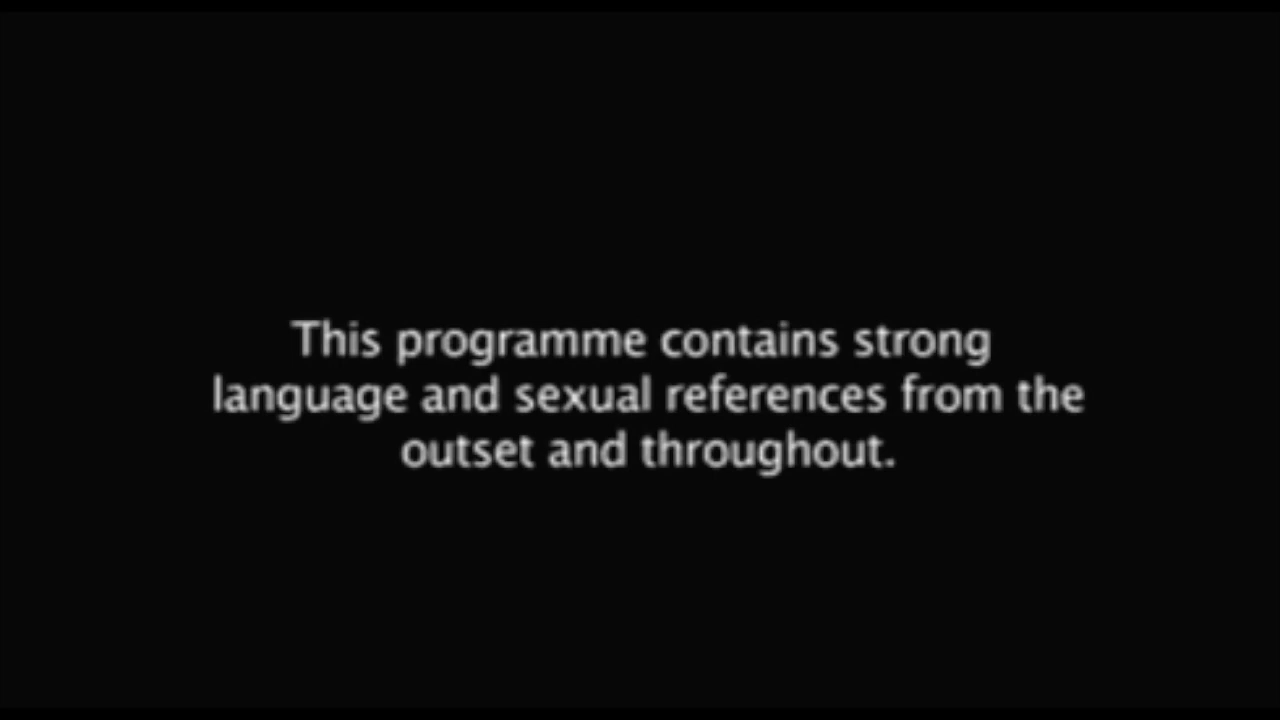 This programme contains strong
language and sexual references from the
outset and throughout.